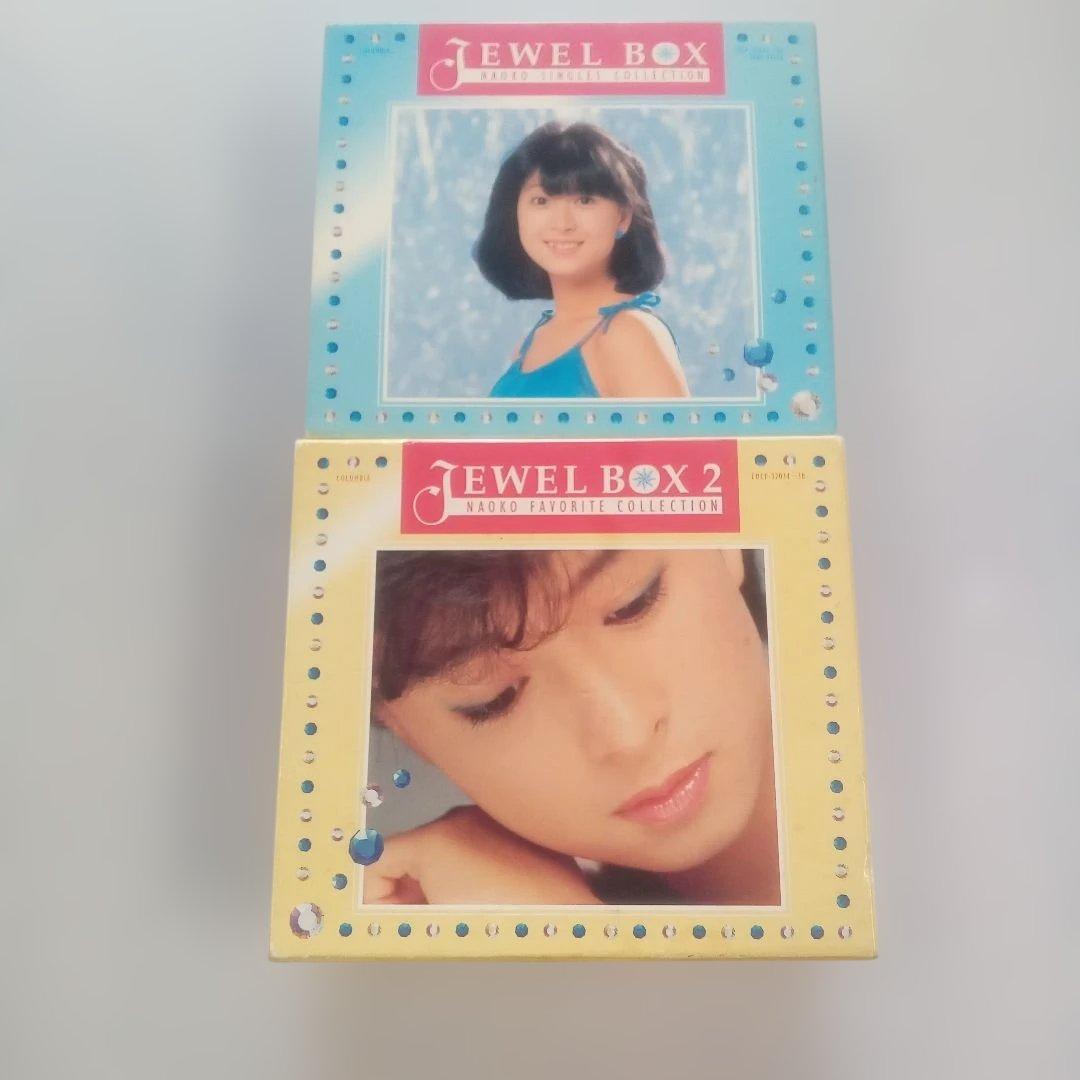 JEWEL BOX
NAOKO SINGLES COLLECTION
JEWEL BOX 2
NAOKO FAVORITE COLLECTION
COLUMBIA